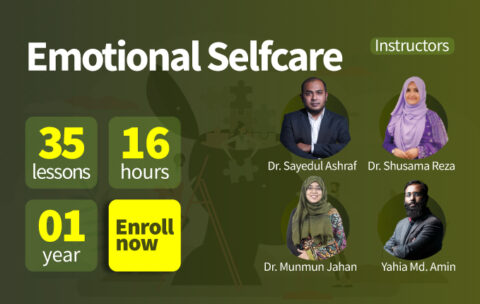 Emotional Selfcare
Instructors
35
lessons
16
hours
01
year
Enroll
now
Dr. Sayedul Ashraf
Dr. Shusama Reza
Dr. Munmun Jahan
Yahia Md. Amin